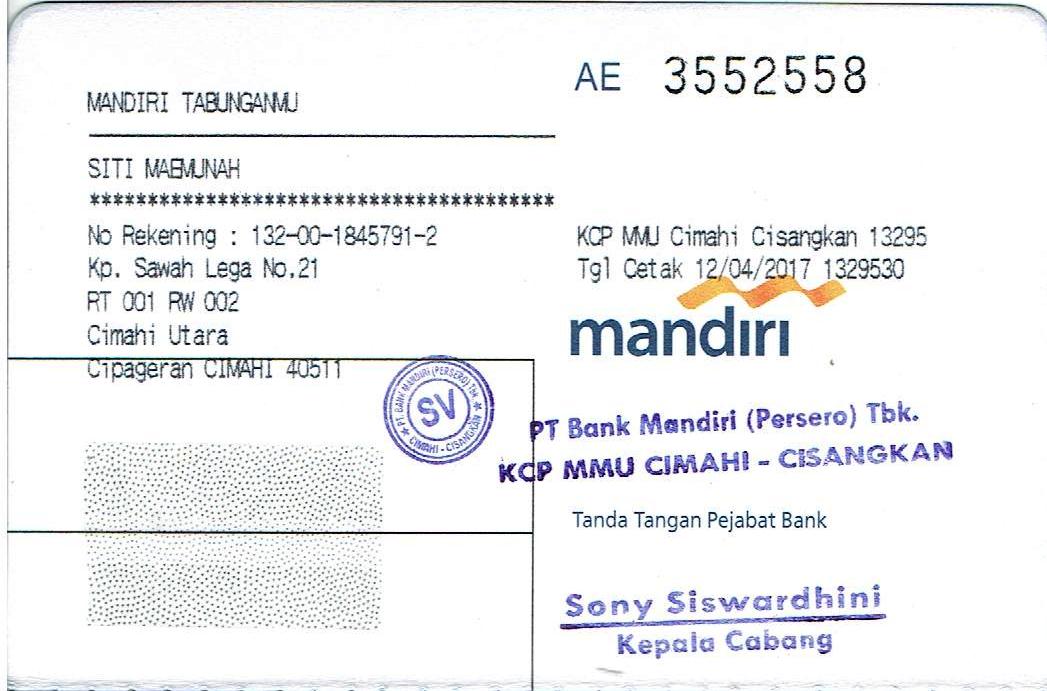 AE 3552558
MANDIRI TABUNGANMU
SITI MAEMUNAH
****************************************
No Rekening : 132-00-1845791-2
Kp. Sawah Lega No.21
RT 001 RW 002
Cimahi Utara
Cipageran CIMAHI 40511
KCP MMU Cimahi Cisangkan 13295
Tgl Cetak 12/04/2017 1329530
mandiri
PT. BANK MANDIRI (PERSERO) Tbk
SV
CIMAHI - CISANGKAN
PT Bank Mandiri (Persero) Tbk.
KCP MMU CIMAHI - CISANGKAN
Tanda Tangan Pejabat Bank
Sony Siswardhini
Kepala Cabang